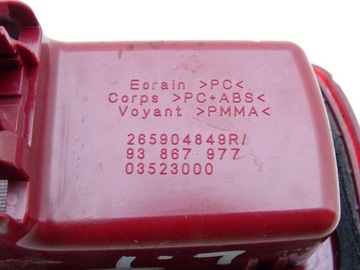 Ecrain >PC<
Corps >PC+ABS<
Voyant >PMMA<
265904849R/
93 867 977
03523000